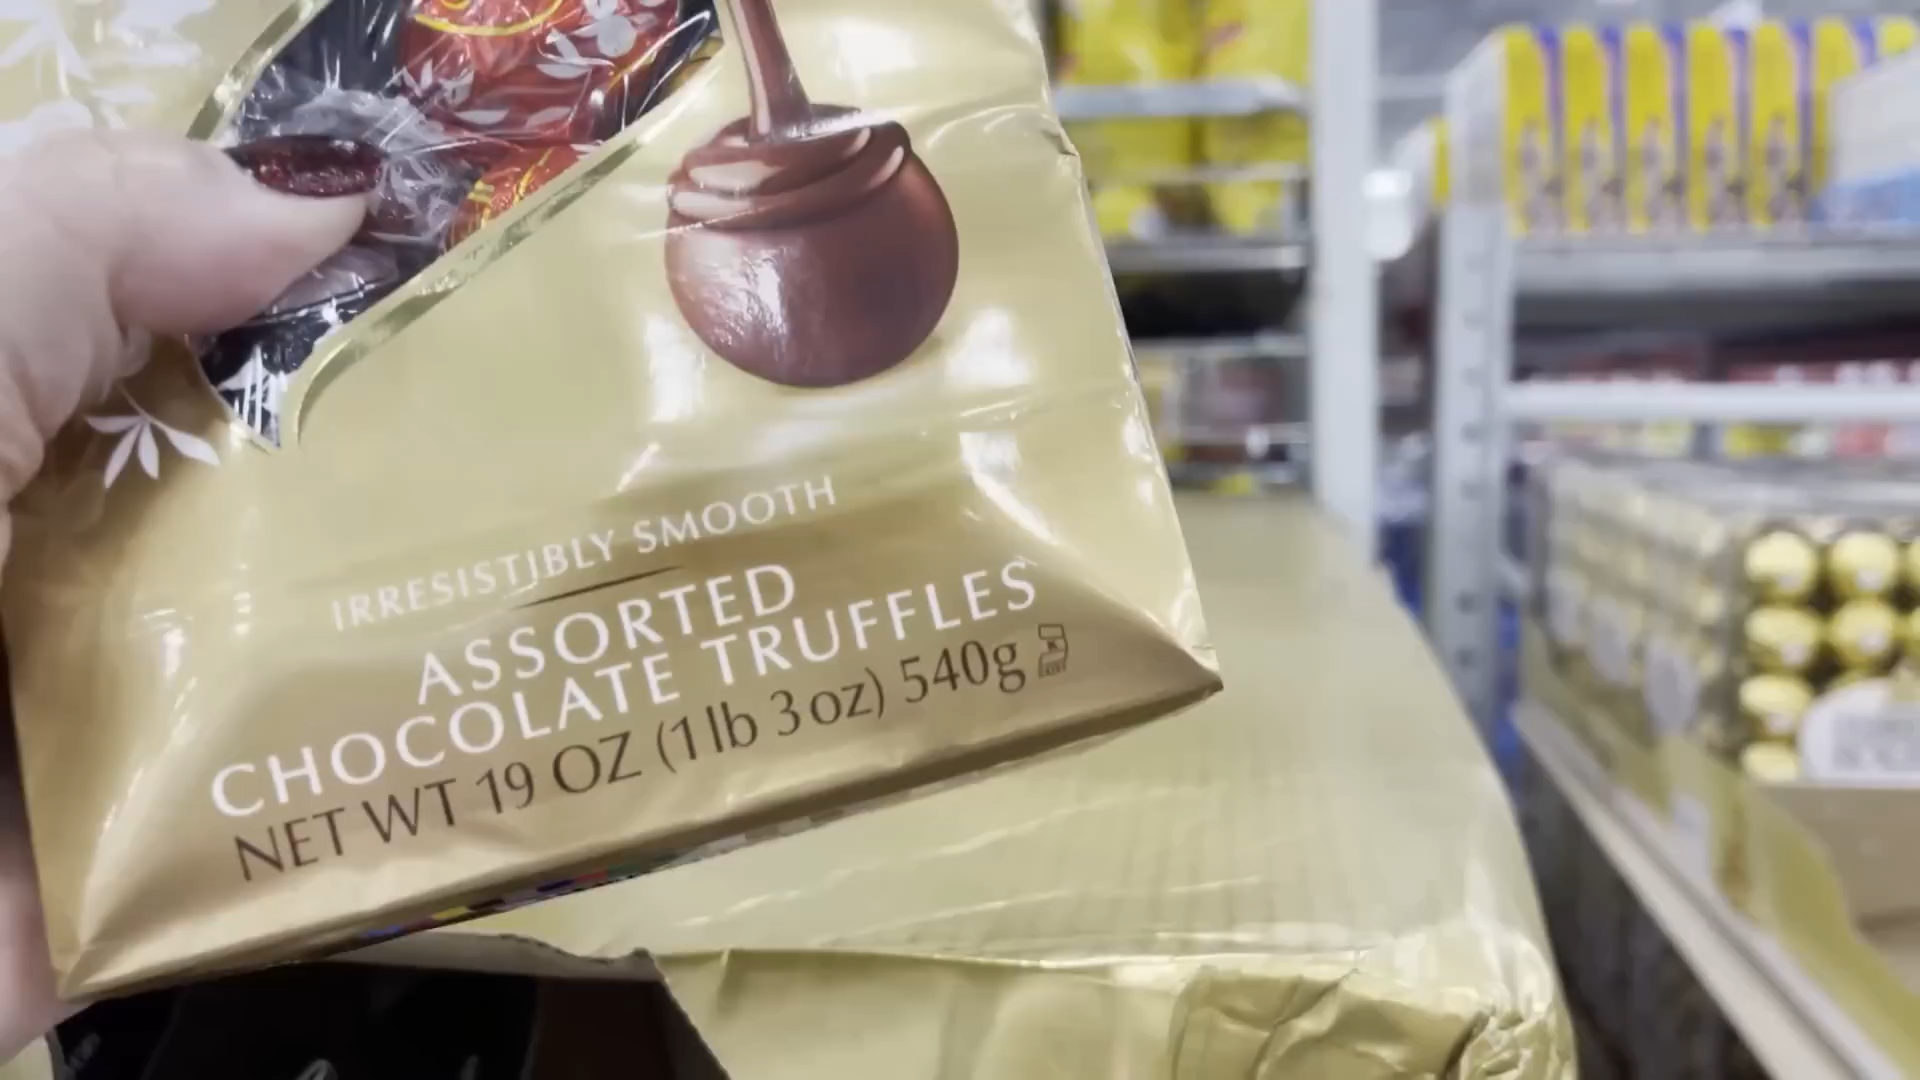 IRRESISTIBLY SMOOTH
ASSORTED
CHOCOLATE TRUFFLES
NET WT 19 OZ (1 lb 3 oz) 540g